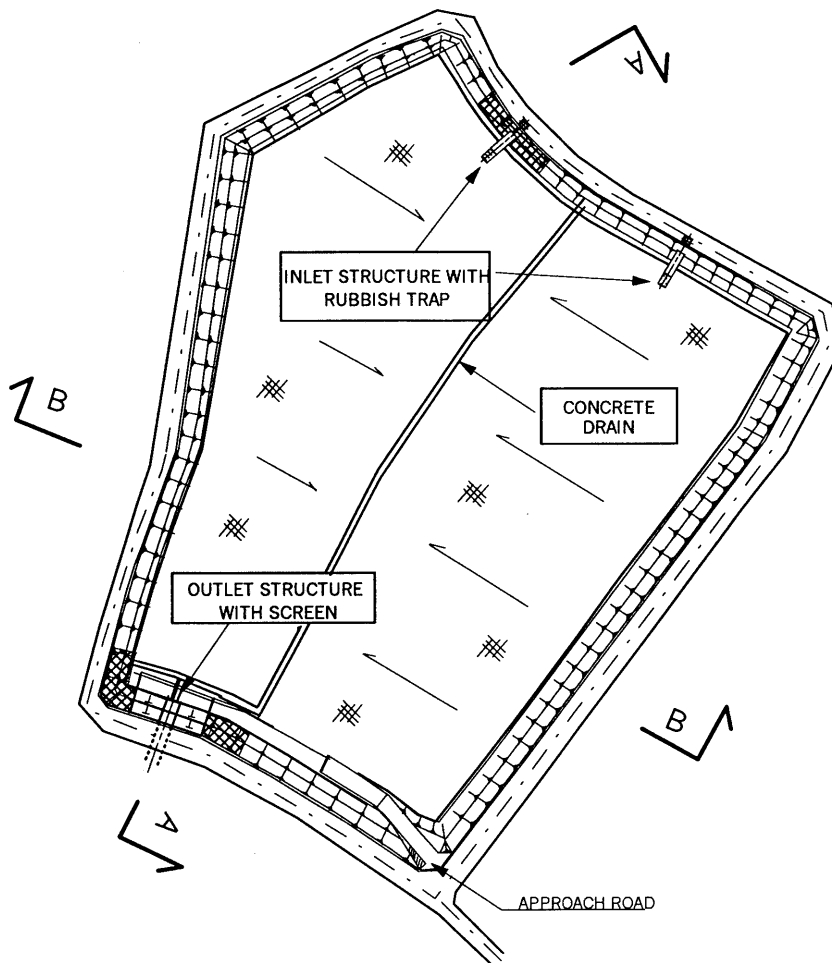 A
INLET STRUCTURE WITH
RUBBISH TRAP
B
CONCRETE
DRAIN
OUTLET STRUCTURE
WITH SCREEN
B
A
APPROACH ROAD